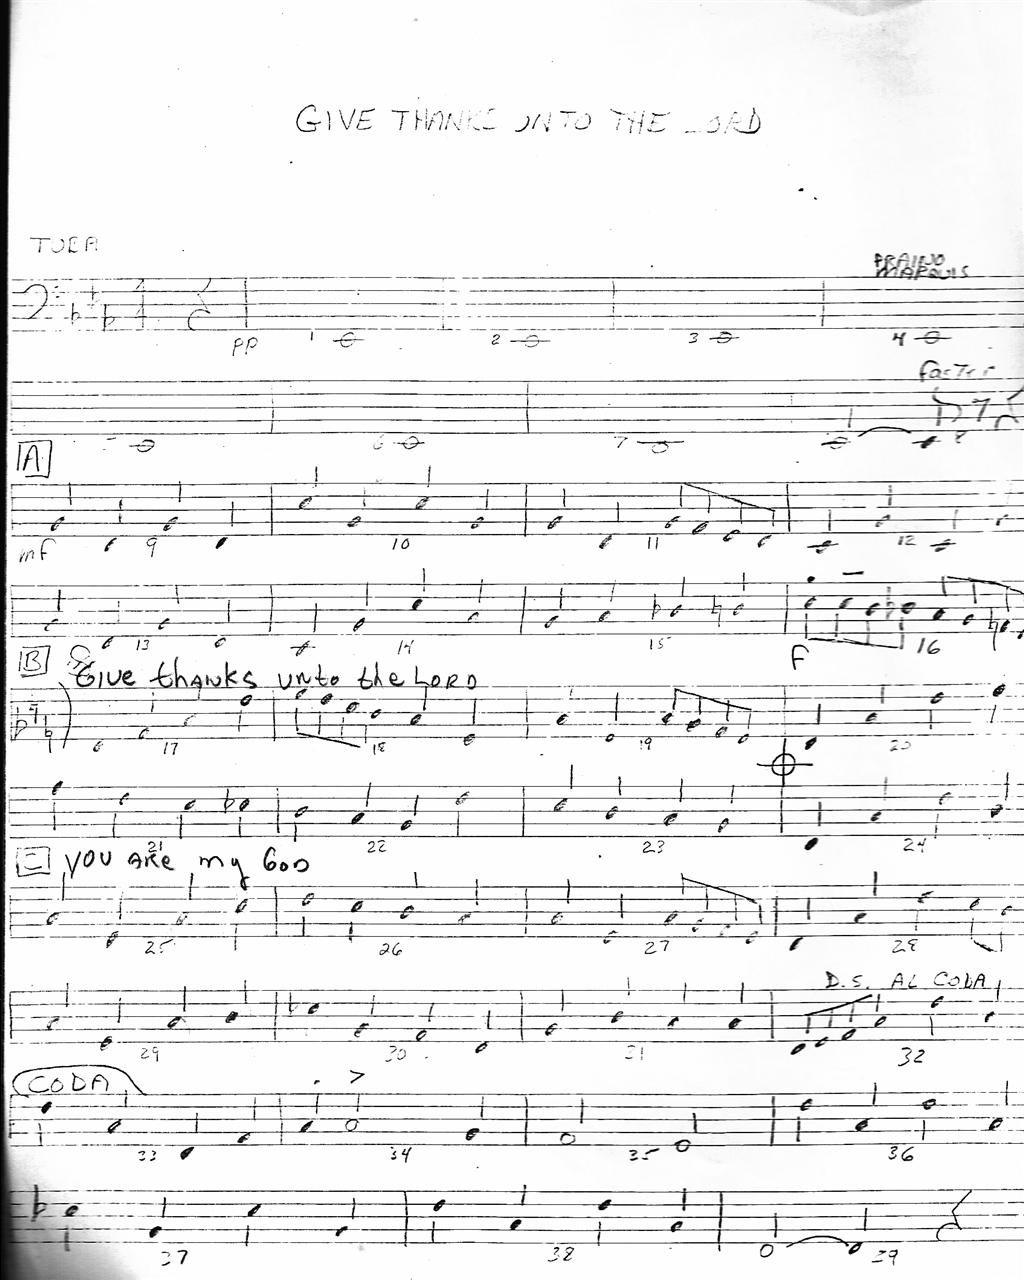 GIVE THANKS UNTO THE LORD
TUBA
PRAINO
MARQUIS
pp 1 2 3 4
faster
5 6 7 8
A
mf 9 10 11 12
13 14 15 16
F
B Give thanks unto the LORD
17 18 19 20
21 22 23 24
C YOU ARE my GOD
25 26 27 28
D.S. AL CODA
29 30 31 32
CODA
33 34 35 36
37 38 39